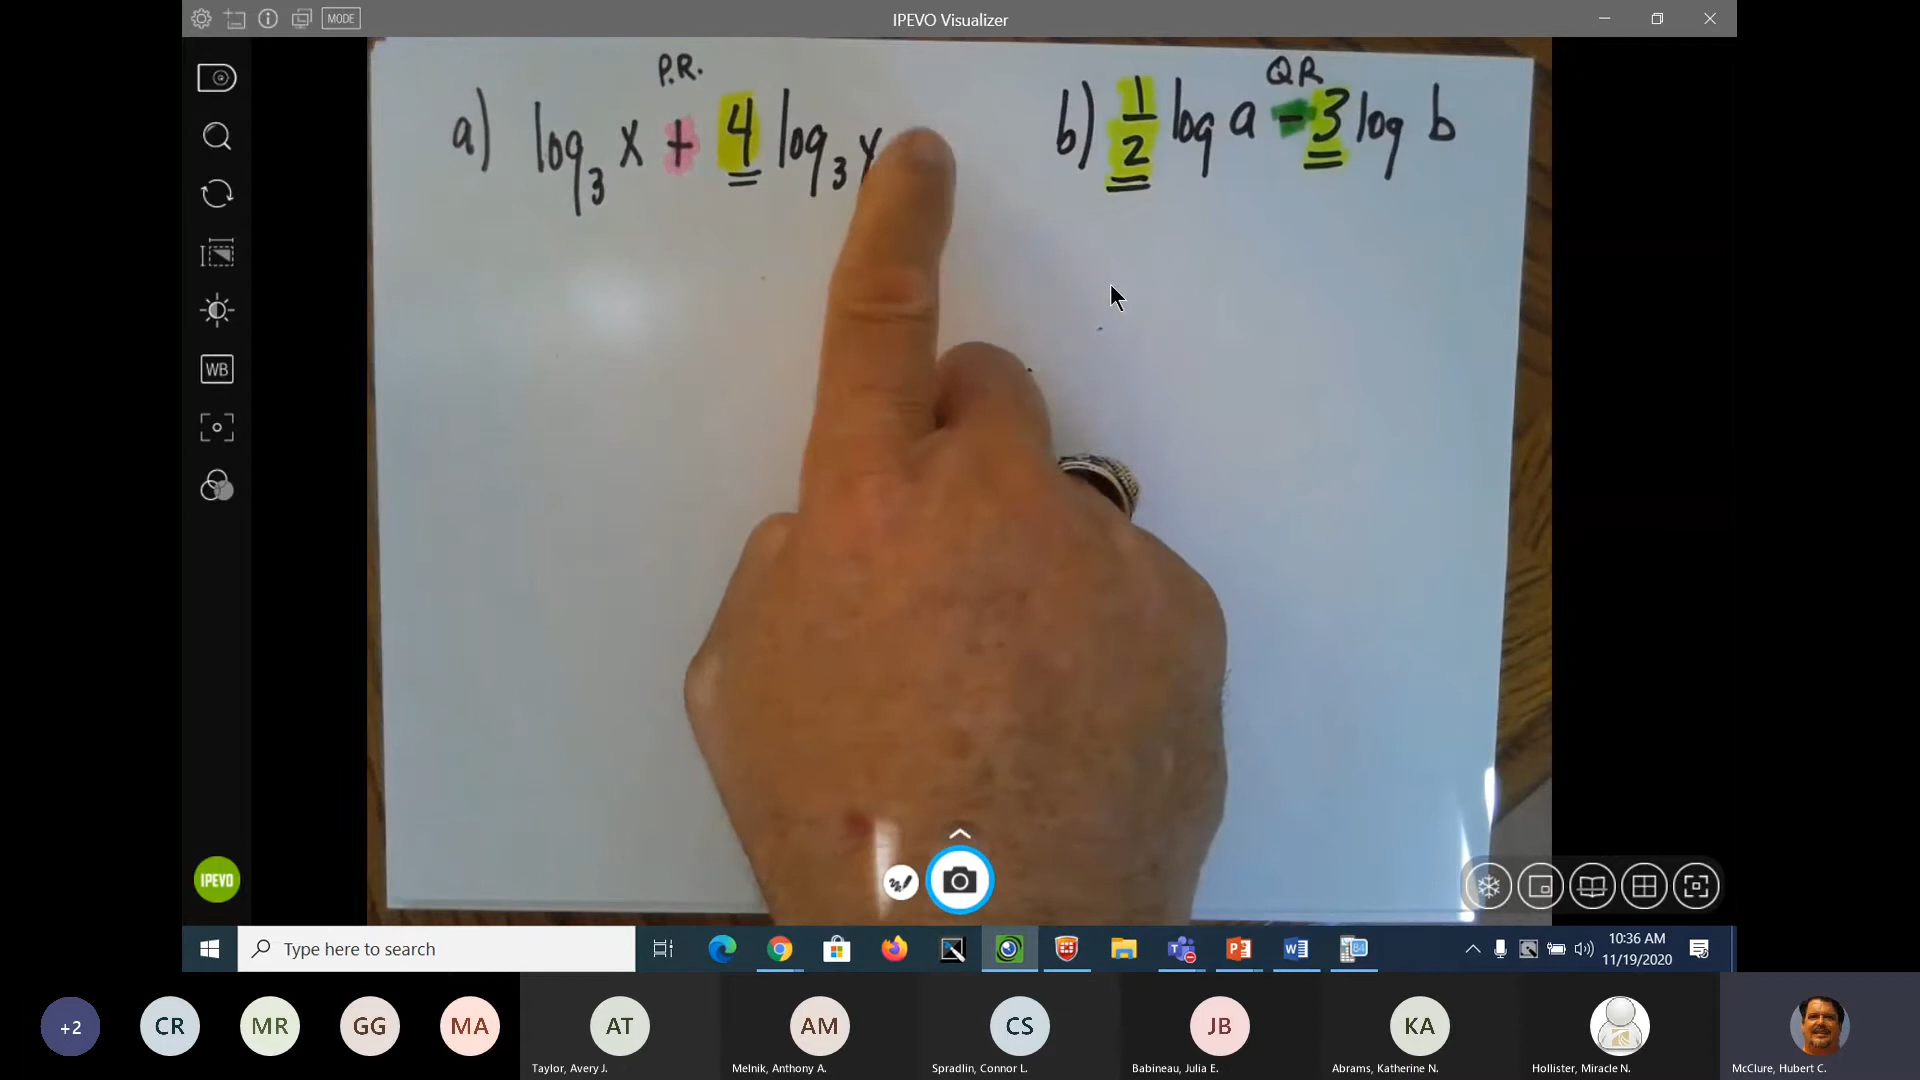 MODE
IPEVO Visualizer
P.R.
a) log₃ x + 4 log₃ y
QR
b) 1/2 log a - 3 log b
WB
IPEVO
Type here to search
84
10:36 AM
11/19/2020
+2
CR
MR
GG
MA
AT
AM
CS
JB
KA
Taylor, Avery J.
Melnik, Anthony A.
Spradlin, Connor L.
Babineau, Julia E.
Abrams, Katherine N.
Hollister, Miracle N.
McClure, Hubert C.